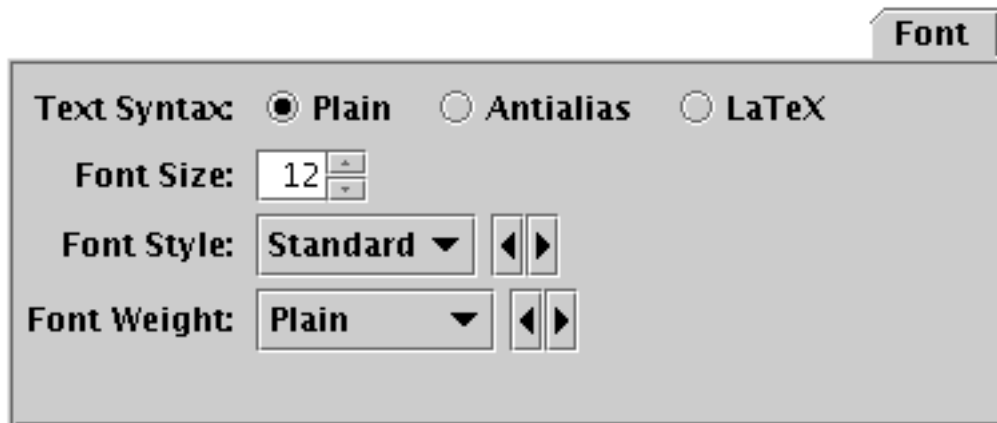 Font
Text Syntax: Plain Antialias LaTeX
Font Size: 12
Font Style: Standard
Font Weight: Plain